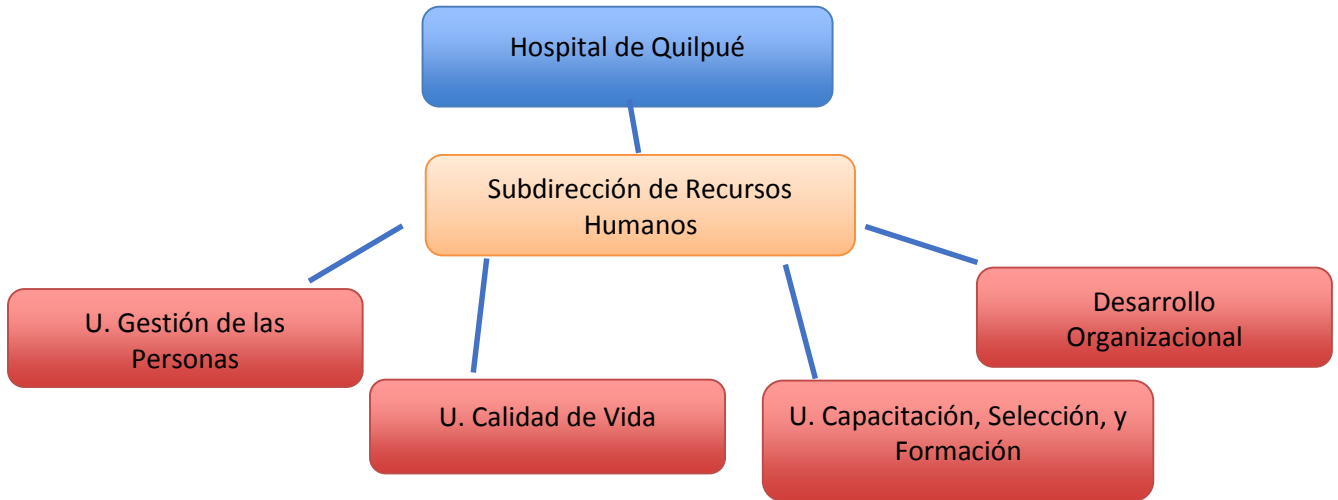 Hospital de Quilpué
Subdirección de Recursos
Humanos
U. Gestión de las
Personas
U. Calidad de Vida
U. Capacitación, Selección, y
Formación
Desarrollo
Organizacional